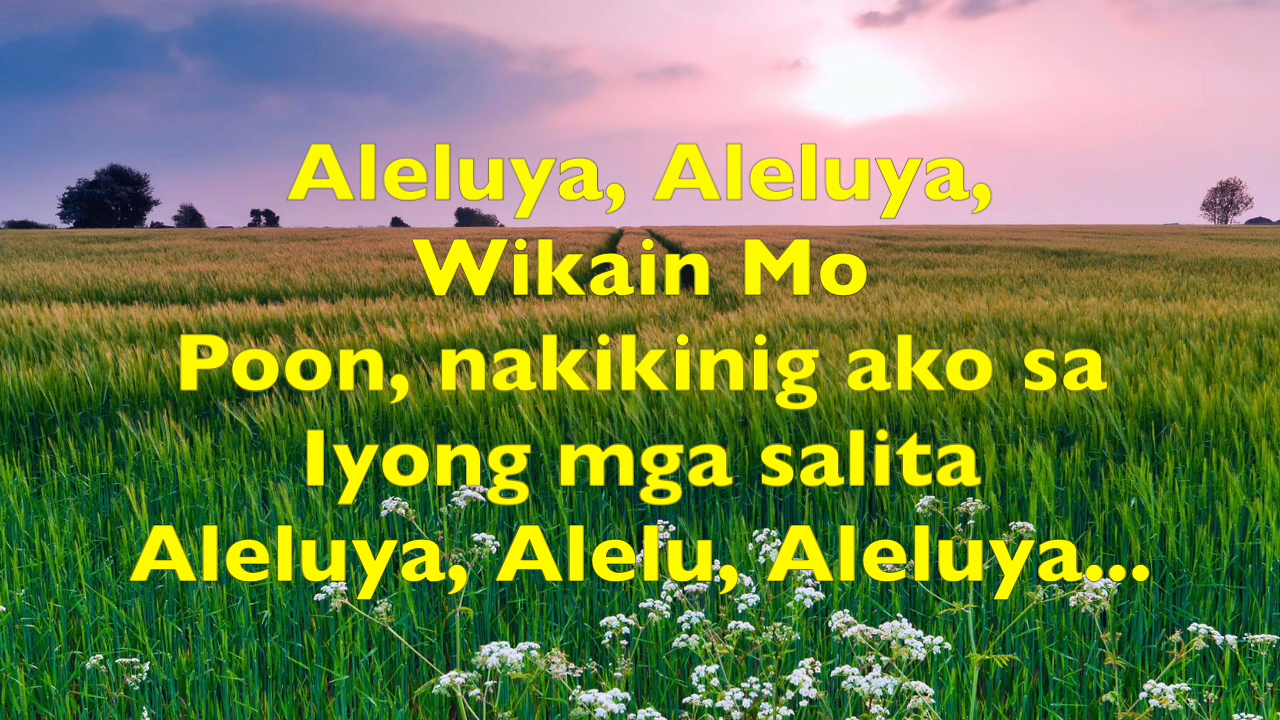 Aleluya, Aleluya,
Wikain Mo
Poon, nakikinig ako sa
Iyong mga salita
Aleluya, Alelu, Aleluya...